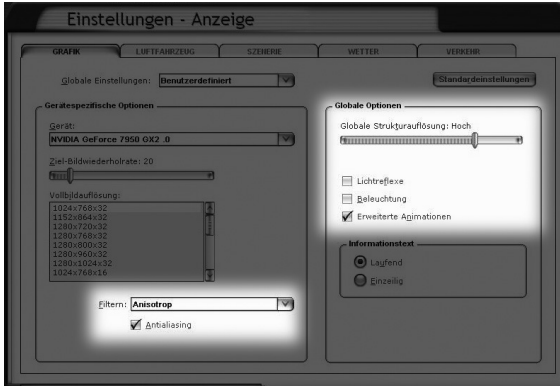 Einstellungen - Anzeige
GRAFIK LUFTFAHRZEUG SZENERIE WETTER VERKEHR
Globale Einstellungen: Benutzerdefiniert Standardeinstellungen
Gerätespezifische Optionen
Gerät:
NVIDIA GeForce 7950 GX2 .0
Ziel-Bildwiederholrate: 20
Vollbildauflösung:
1024x768x32
1152x864x32
1280x720x32
1280x768x32
1280x800x32
1280x960x32
1280x1024x32
1024x768x16
Filtern: Anisotrop
Antialiasing
Globale Optionen
Globale Strukturauflösung: Hoch
Lichtreflexe
Beleuchtung
Erweiterte Animationen
Informationstext
Laufend
Einzeilig